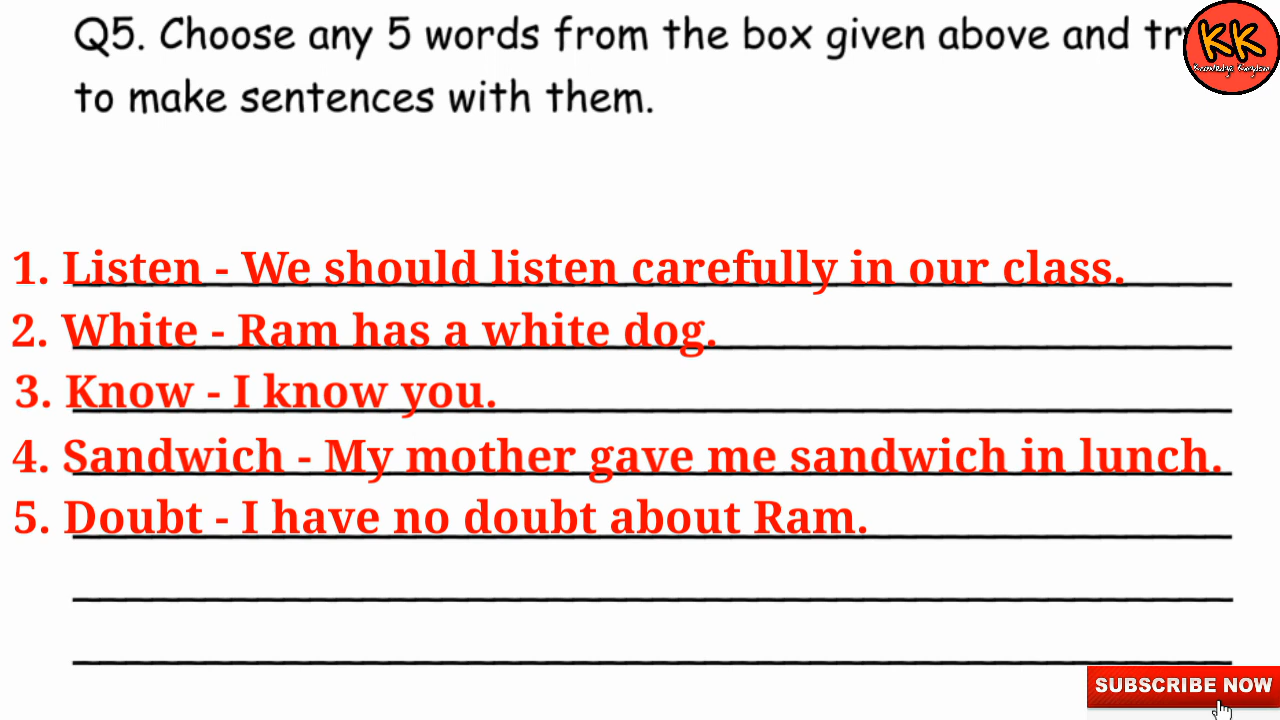 Q5. Choose any 5 words from the box given above and try
to make sentences with them.
KK
Knowledge Kingdom
1. Listen - We should listen carefully in our class.
2. White - Ram has a white dog.
3. Know - I know you.
4. Sandwich - My mother gave me sandwich in lunch.
5. Doubt - I have no doubt about Ram.
SUBSCRIBE NOW